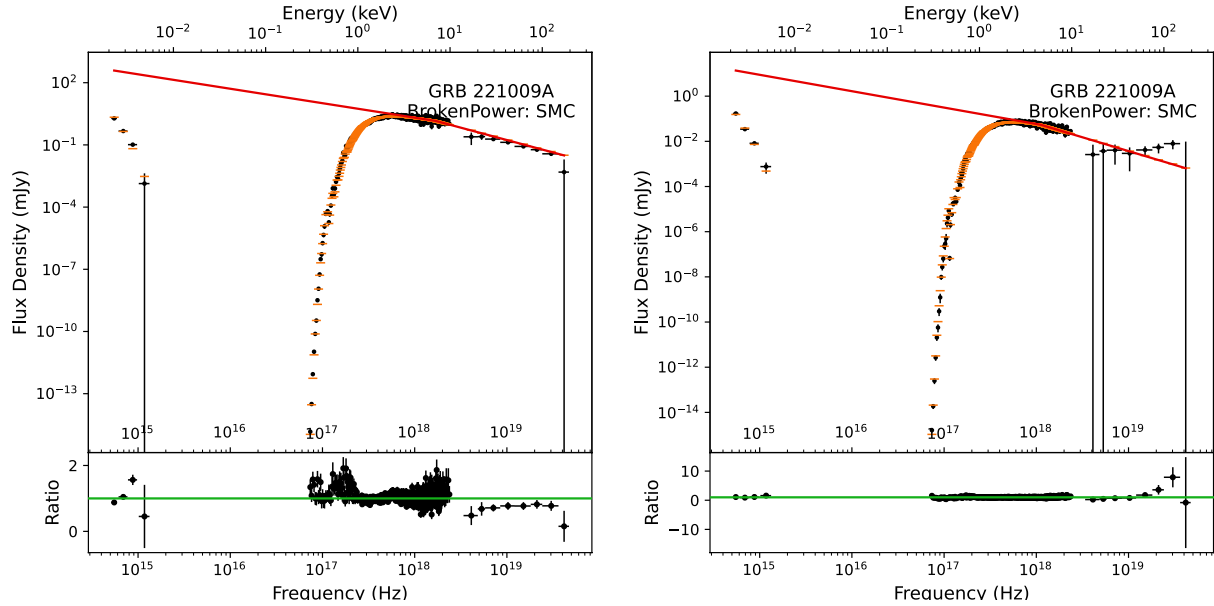 Energy (keV)
10⁻² 10⁻¹ 10⁰ 10¹ 10²
GRB 221009A
BrokenPower: SMC
Flux Density (mJy)
10²
10⁻¹
10⁻⁴
10⁻⁷
10⁻¹⁰
10⁻¹³
10¹⁵ 10¹⁶ 10¹⁷ 10¹⁸ 10¹⁹
Ratio
2
0
10¹⁵ 10¹⁶ 10¹⁷ 10¹⁸ 10¹⁹
Frequency (Hz)
Energy (keV)
10⁻² 10⁻¹ 10⁰ 10¹ 10²
GRB 221009A
BrokenPower: SMC
Flux Density (mJy)
10⁰
10⁻²
10⁻⁴
10⁻⁶
10⁻⁸
10⁻¹⁰
10⁻¹²
10⁻¹⁴
10¹⁵ 10¹⁶ 10¹⁷ 10¹⁸ 10¹⁹
Ratio
10
0
−10
10¹⁵ 10¹⁶ 10¹⁷ 10¹⁸ 10¹⁹
Frequency (Hz)